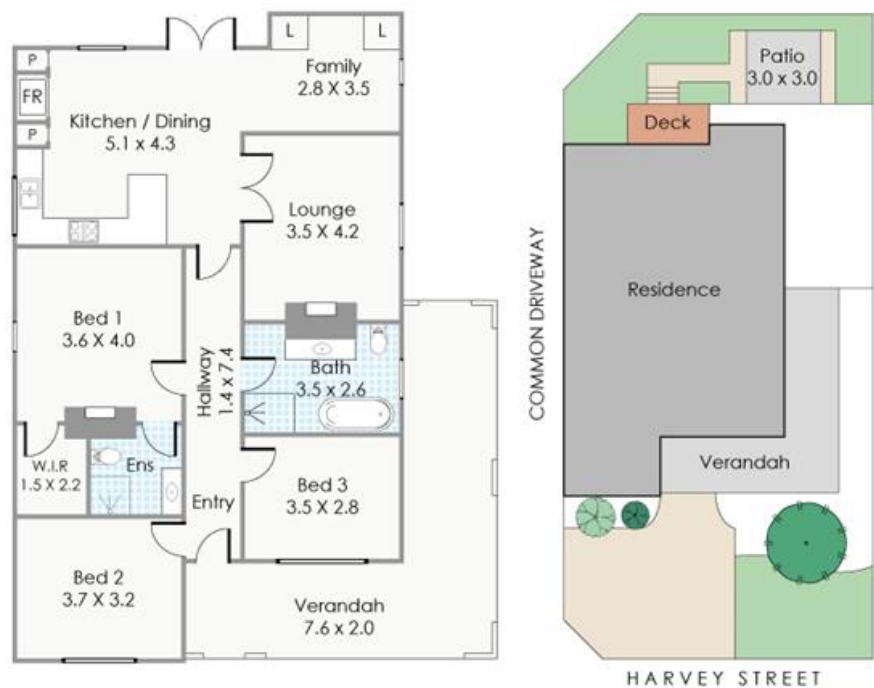 L
L
P
Family
2.8 x 3.5
FR
Kitchen / Dining
5.1 x 4.3
P
Lounge
3.5 X 4.2
Bed 1
3.6 X 4.0
Hallway
1.4 x 7.4
Bath
3.5 x 2.6
W.I.R
1.5 X 2.2
Ens
Entry
Bed 3
3.5 X 2.8
Bed 2
3.7 X 3.2
Verandah
7.6 x 2.0
Patio
3.0 x 3.0
Deck
COMMON DRIVEWAY
Residence
Verandah
HARVEY STREET